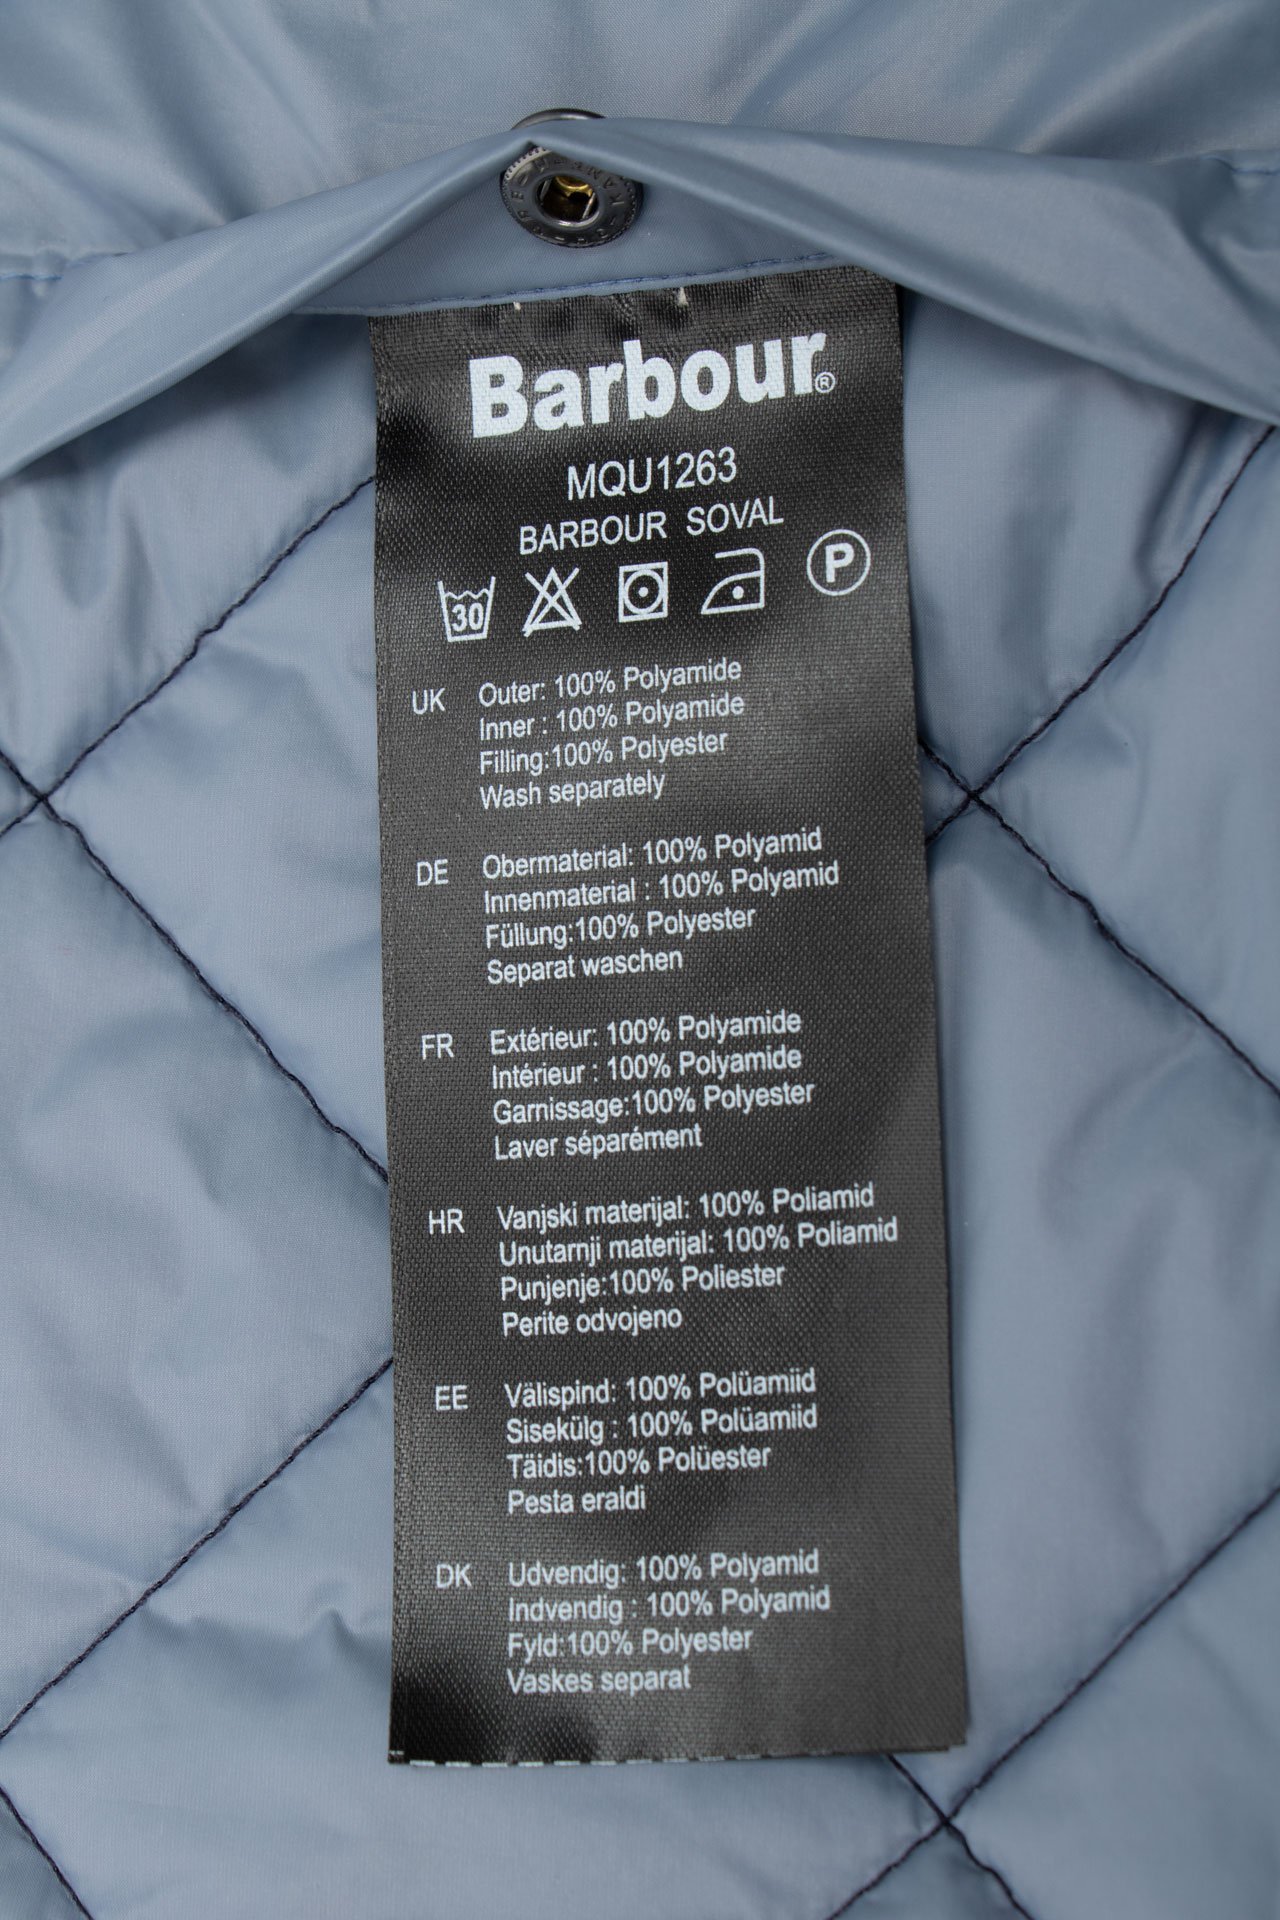 Barbour®
MQU1263
BARBOUR SOVAL
30 P
UK Outer: 100% Polyamide
Inner : 100% Polyamide
Filling:100% Polyester
Wash separately
DE Obermaterial: 100% Polyamid
Innenmaterial : 100% Polyamid
Füllung:100% Polyester
Separat waschen
FR Extérieur: 100% Polyamide
Intérieur : 100% Polyamide
Garnissage:100% Polyester
Laver séparément
HR Vanjski materijal: 100% Poliamid
Unutarnji materijal: 100% Poliamid
Punjenje:100% Poliester
Perite odvojeno
EE Välispind: 100% Polüamiid
Sisekülg : 100% Polüamiid
Täidis:100% Polüester
Pesta eraldi
DK Udvendig: 100% Polyamid
Indvendig : 100% Polyamid
Fyld:100% Polyester
Vaskes separat